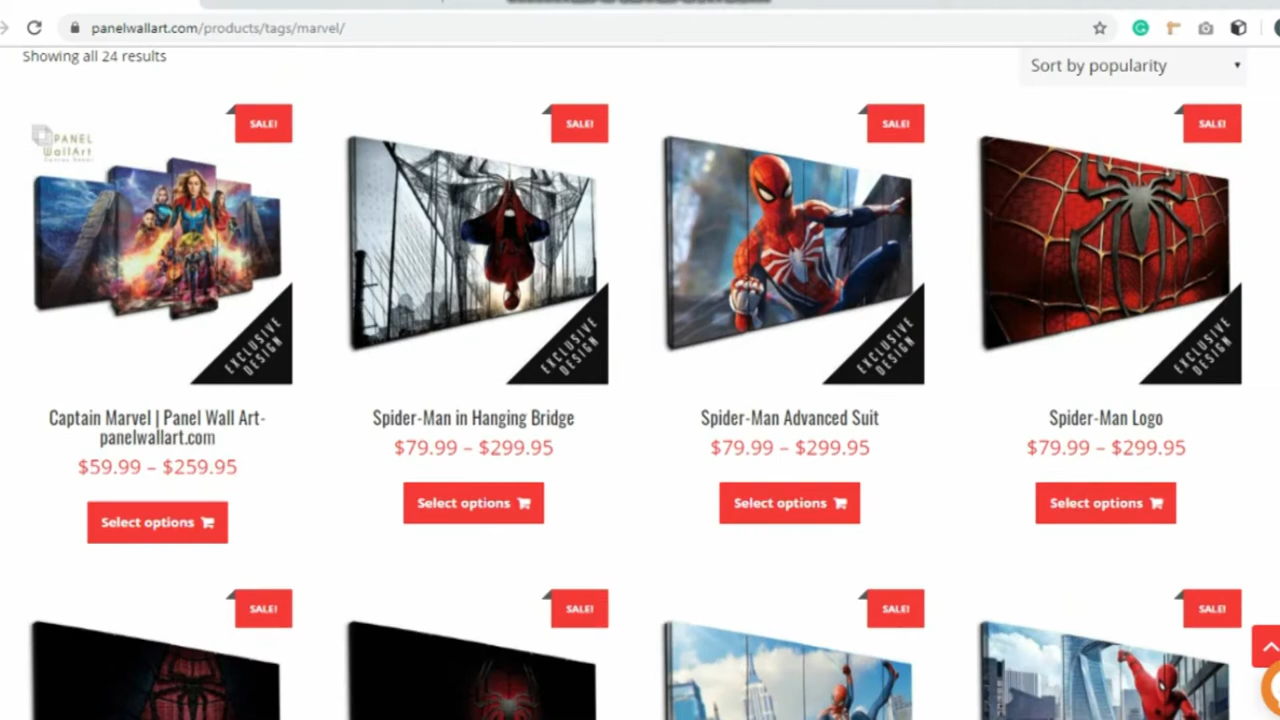 panelwallart.com/products/tags/marvel/
Showing all 24 results
Sort by popularity
SALE!
SALE!
SALE!
SALE!
PANEL
WallArt
EXCLUSIVE
DESIGN
EXCLUSIVE
DESIGN
EXCLUSIVE
DESIGN
EXCLUSIVE
DESIGN
Captain Marvel | Panel Wall Art-
panelwallart.com
$59.99 – $259.95
Select options
Spider-Man in Hanging Bridge
$79.99 – $299.95
Select options
Spider-Man Advanced Suit
$79.99 – $299.95
Select options
Spider-Man Logo
$79.99 – $299.95
Select options
SALE!
SALE!
SALE!
SALE!